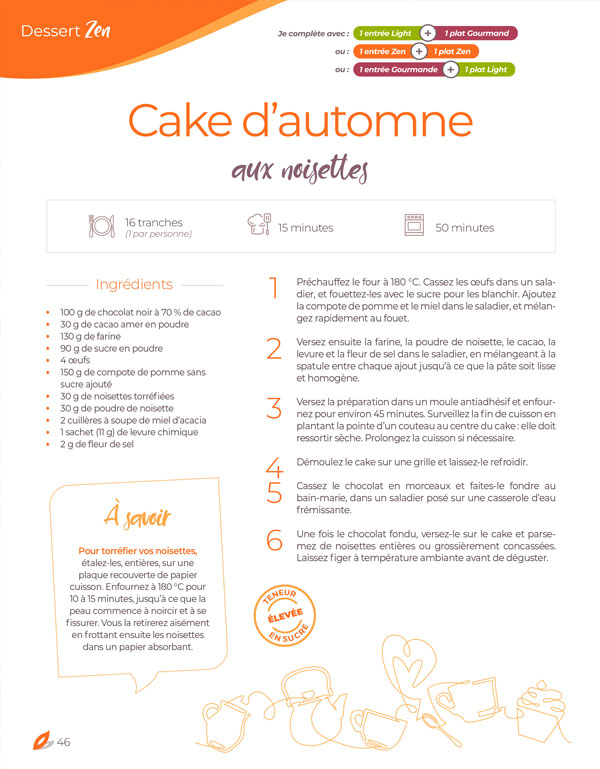 Dessert Zen
Je complète avec :
1 entrée Light + 1 plat Gourmand
ou :
1 entrée Zen + 1 plat Zen
ou :
1 entrée Gourmande + 1 plat Light
Cake d'automne
aux noisettes
16 tranches
(1 par personne)
15 minutes
50 minutes
Ingrédients
• 100 g de chocolat noir à 70 % de cacao
• 30 g de cacao amer en poudre
• 130 g de farine
• 90 g de sucre en poudre
• 4 œufs
• 150 g de compote de pomme sans
sucre ajouté
• 30 g de noisettes torréfiées
• 30 g de poudre de noisette
• 2 cuillères à soupe de miel d'acacia
• 1 sachet (11 g) de levure chimique
• 2 g de fleur de sel
À savoir
Pour torréfier vos noisettes,
étalez-les, entières, sur une
plaque recouverte de papier
cuisson. Enfournez à 180 °C pour
10 à 15 minutes, jusqu'à ce que la
peau commence à noircir et à se
fissurer. Vous la retirerez aisément
en frottant ensuite les noisettes
dans un papier absorbant.
1
Préchauffez le four à 180 °C. Cassez les œufs dans un sala-
dier, et fouettez-les avec le sucre pour les blanchir. Ajoutez
la compote de pomme et le miel dans le saladier, et mélan-
gez rapidement au fouet.
2
Versez ensuite la farine, la poudre de noisette, le cacao, la
levure et la fleur de sel dans le saladier, en mélangeant à la
spatule entre chaque ajout jusqu'à ce que la pâte soit lisse
et homogène.
3
Versez la préparation dans un moule antiadhésif et enfour-
nez pour environ 45 minutes. Surveillez la fin de cuisson en
plantant la pointe d'un couteau au centre du cake : elle doit
ressortir sèche. Prolongez la cuisson si nécessaire.
4
Démoulez le cake sur une grille et laissez-le refroidir.
5
Cassez le chocolat en morceaux et faites-le fondre au
bain-marie, dans un saladier posé sur une casserole d'eau
frémissante.
6
Une fois le chocolat fondu, versez-le sur le cake et parse-
mez de noisettes entières ou grossièrement concassées.
Laissez figer à température ambiante avant de déguster.
TENEUR
ÉLEVÉE
EN SUCRE
46